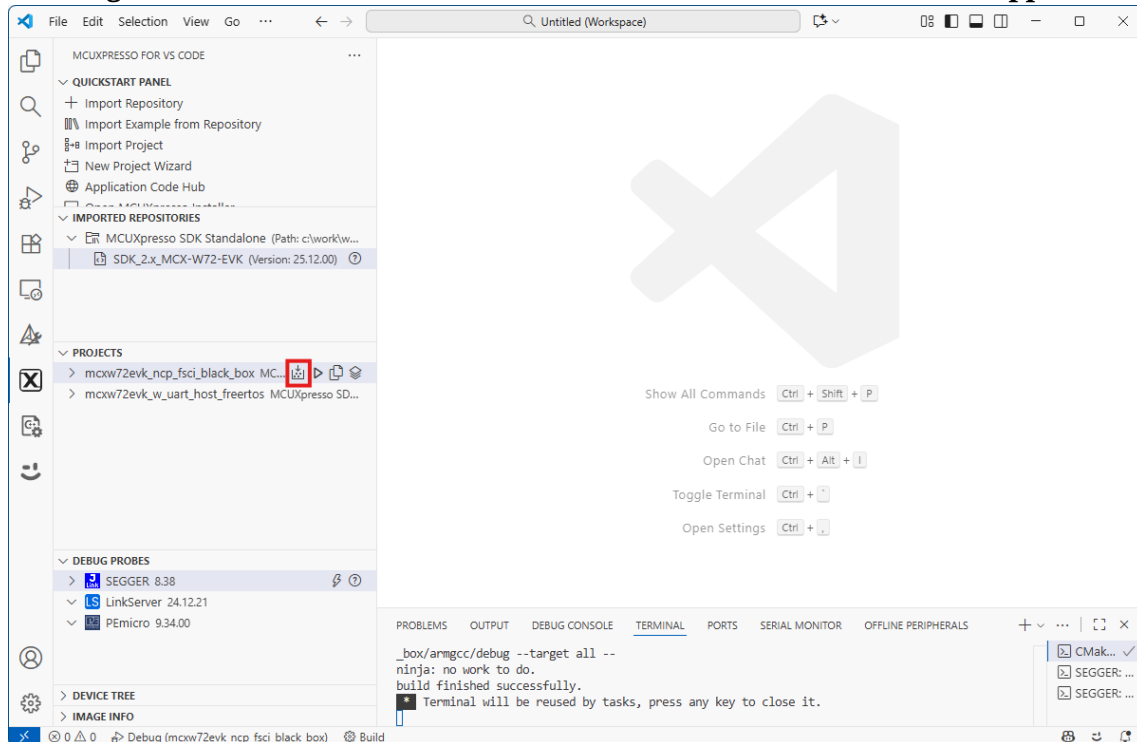 File Edit Selection View Go ··· ← → Untitled (Workspace)
MCUXPRESSO FOR VS CODE ···
QUICKSTART PANEL
Import Repository
Import Example from Repository
Import Project
New Project Wizard
Application Code Hub
IMPORTED REPOSITORIES
MCUXpresso SDK Standalone (Path: c:\work\w...
SDK_2.x_MCX-W72-EVK (Version: 25.12.00)
PROJECTS
mcxw72evk_ncp_fsci_black_box MC...
mcxw72evk_w_uart_host_freertos MCUXpresso SD...
Show All Commands Ctrl + Shift + P
Go to File Ctrl + P
Open Chat Ctrl + Alt + I
Toggle Terminal Ctrl + `
Open Settings Ctrl + ,
DEBUG PROBES
SEGGER 8.38
LinkServer 24.12.21
PEmicro 9.34.00
DEVICE TREE
IMAGE INFO
PROBLEMS OUTPUT DEBUG CONSOLE TERMINAL PORTS SERIAL MONITOR OFFLINE PERIPHERALS
_box/armgcc/debug --target all --
ninja: no work to do.
build finished successfully.
* Terminal will be reused by tasks, press any key to close it.
CMak...
SEGGER: ...
SEGGER: ...
0 0 Debug (mcxw72evk_ncp_fsci_black_box) Build